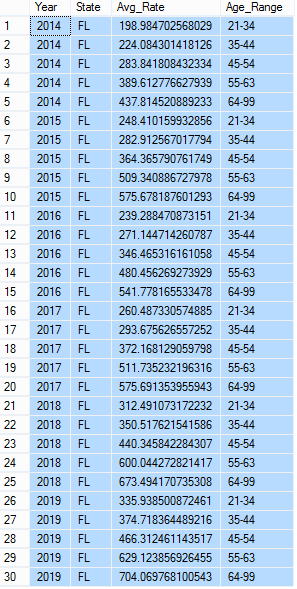 Year State Avg_Rate Age_Range
1 2014 FL 198.984702568029 21-34
2 2014 FL 224.084301418126 35-44
3 2014 FL 283.841808432334 45-54
4 2014 FL 389.612776627939 55-63
5 2014 FL 437.814520889233 64-99
6 2015 FL 248.410159932856 21-34
7 2015 FL 282.912567017794 35-44
8 2015 FL 364.365790761749 45-54
9 2015 FL 509.340886727978 55-63
10 2015 FL 575.678187601293 64-99
11 2016 FL 239.288470873151 21-34
12 2016 FL 271.144714260787 35-44
13 2016 FL 346.465316161058 45-54
14 2016 FL 480.456269273929 55-63
15 2016 FL 541.778165533478 64-99
16 2017 FL 260.487330574885 21-34
17 2017 FL 293.675626557252 35-44
18 2017 FL 372.168129059798 45-54
19 2017 FL 511.735232196316 55-63
20 2017 FL 575.691353955943 64-99
21 2018 FL 312.491073172232 21-34
22 2018 FL 350.517621541586 35-44
23 2018 FL 440.345842284307 45-54
24 2018 FL 600.044272821417 55-63
25 2018 FL 673.494170735308 64-99
26 2019 FL 335.938500872461 21-34
27 2019 FL 374.718364489216 35-44
28 2019 FL 466.312461143517 45-54
29 2019 FL 629.123856926455 55-63
30 2019 FL 704.069768100543 64-99